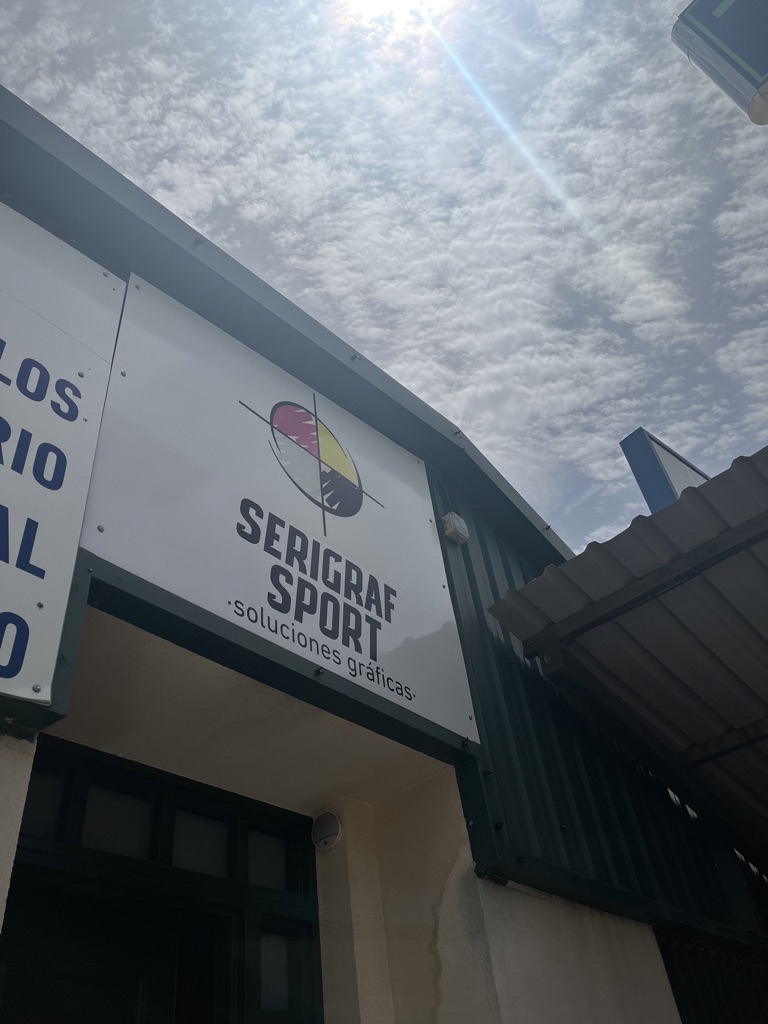 LOS
RIO
AL
O
SERIGRAF
SPORT
·soluciones gráficas·